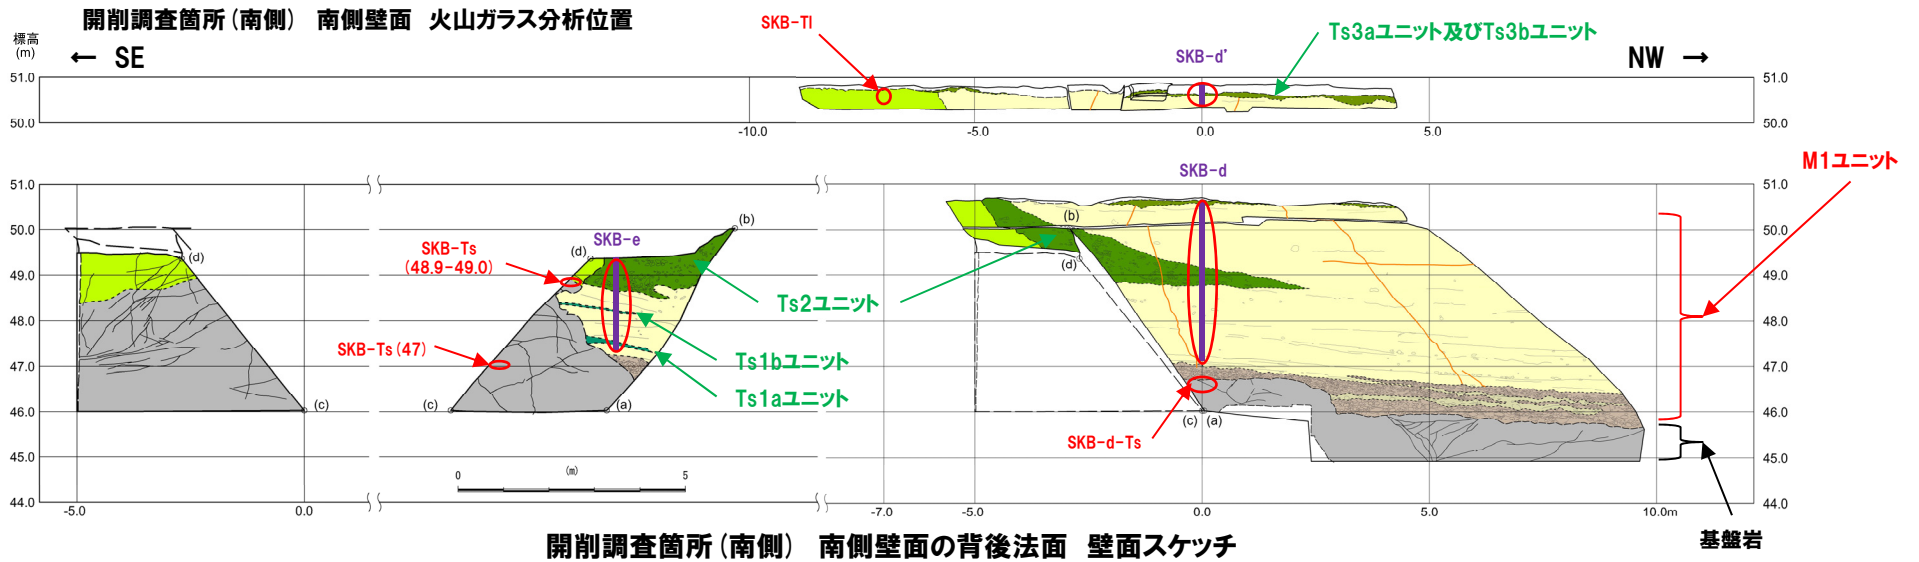 開削調査箇所(南側) 南側壁面 火山ガラス分析位置
標高
(m)
← SE
NW →
SKB-Tl
SKB-d'
Ts3aユニット及びTs3bユニット
51.0
51.0
50.0
50.0
-10.0
-5.0
0.0
5.0
M1ユニット
SKB-d
51.0
51.0
50.0
50.0
49.0
49.0
48.0
48.0
47.0
47.0
46.0
46.0
45.0
45.0
44.0
44.0
(d)
(c)
(b)
(d)
SKB-e
SKB-Ts
(48.9-49.0)
SKB-Ts(47)
(c)
(a)
Ts2ユニット
Ts1bユニット
Ts1aユニット
(b)
(d)
(c)
(a)
SKB-d-Ts
0
(m)
5
-5.0
0.0
-7.0
-5.0
0.0
5.0
10.0m
基盤岩
開削調査箇所(南側) 南側壁面の背後法面 壁面スケッチ